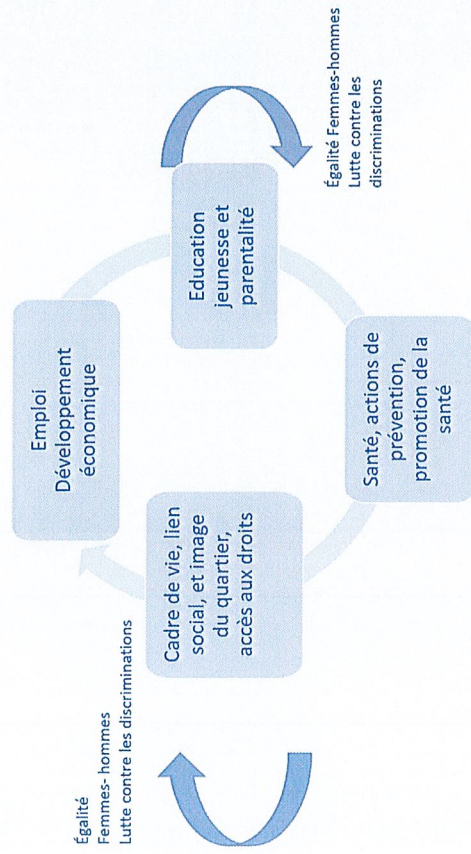 Égalité
Femmes- hommes
Lutte contre les discriminations
Emploi
Développement
économique
Education
jeunesse et
parentalité
Égalité Femmes-hommes
Lutte contre les
discriminations
Santé, actions de
prévention,
promotion de la
santé
Cadre de vie, lien
social, et image
du quartier,
accès aux droits